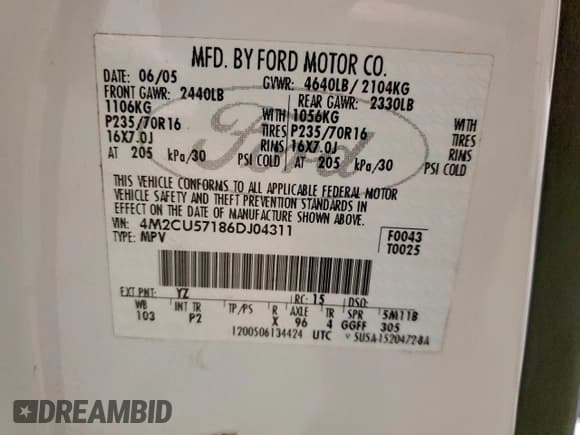 MFD. BY FORD MOTOR CO.
DATE: 06/05 GVWR: 4640LB/ 2104KG
FRONT GAWR: 2440LB REAR GAWR: 2330LB
1106KG WITH 1056KG WITH
P235/70R16 TIRES P235/70R16 TIRES
16X7.0J RIMS 16X7.0J RIMS
AT 205 kPa/30 PSI COLD AT 205 kPa/30 PSI COLD
Ford
THIS VEHICLE CONFORMS TO ALL APPLICABLE FEDERAL MOTOR
VEHICLE SAFETY AND THEFT PREVENTION STANDARDS IN
EFFECT ON THE DATE OF MANUFACTURE SHOWN ABOVE.
VIN: 4M2CU57186DJ04311 F0043
TYPE: MPV T0025
EXT PNT: YZ RC: 15 DSO:
WB INT TR TP/PS R AXLE TR SPR 5M11B
103 P2 X 96 4 GGFF 305
1200506134424 UTC v 5U5A-1520472-BA
DREAMBID